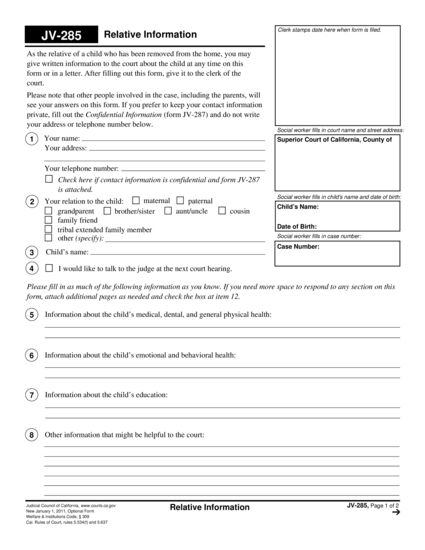 JV-285 Relative Information
Clerk stamps date here when form is filed.
As the relative of a child who has been removed from the home, you may
give written information to the court about the child at any time on this
form or in a letter. After filling out this form, give it to the clerk of the
court.
Please note that other people involved in the case, including the parents, will
see your answers on this form. If you prefer to keep your contact information
private, fill out the Confidential Information (form JV-287) and do not write
your address or telephone number below.
Social worker fills in court name and street address:
Superior Court of California, County of
Social worker fills in child's name and date of birth:
Child's Name:
Date of Birth:
Social worker fills in case number:
Case Number:
1 Your name:
Your address:
Your telephone number:
Check here if contact information is confidential and form JV-287
is attached.
2 Your relation to the child: maternal paternal
grandparent brother/sister aunt/uncle cousin
family friend
tribal extended family member
other (specify):
3 Child's name:
4 I would like to talk to the judge at the next court hearing.
Please fill in as much of the following information as you know. If you need more space to respond to any section on this
form, attach additional pages as needed and check the box at item 12.
5 Information about the child's medical, dental, and general physical health:
6 Information about the child's emotional and behavioral health:
7 Information about the child's education:
8 Other information that might be helpful to the court:
Judicial Council of California, www.courts.ca.gov
New January 1, 2011, Optional Form
Welfare & Institutions Code, § 309
Cal. Rules of Court, rules 5.534(f) and 5.637
Relative Information
JV-285, Page 1 of 2